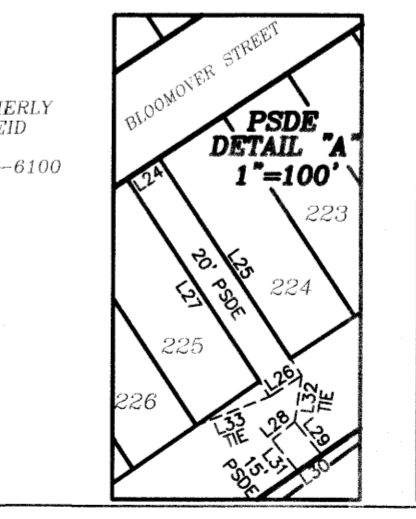 BLOOMOVER STREET
IERLY
EID
-6100
PSDE
DETAIL "A"
1"=100'
223
L24
L25
20' PSDE
L27
224
225
226
L26
L32
TIE
L33
TIE
L28
L29
L31
L30
15'
PSDE